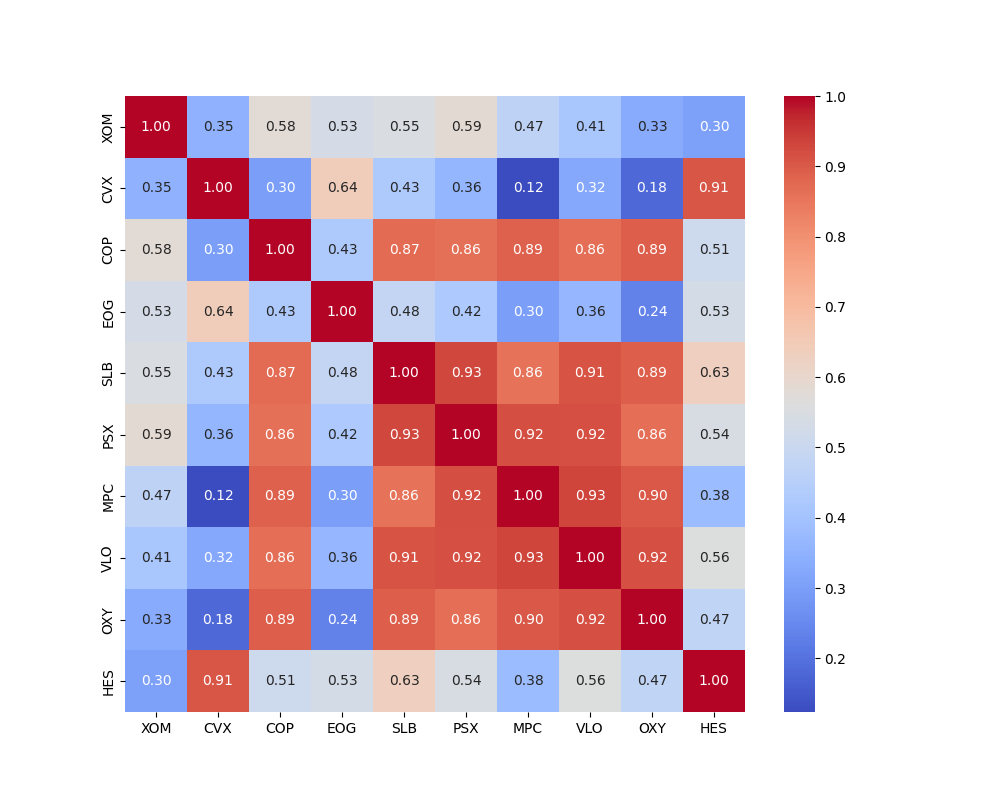 XOM 1.00 0.35 0.58 0.53 0.55 0.59 0.47 0.41 0.33 0.30
CVX 0.35 1.00 0.30 0.64 0.43 0.36 0.12 0.32 0.18 0.91
COP 0.58 0.30 1.00 0.43 0.87 0.86 0.89 0.86 0.89 0.51
EOG 0.53 0.64 0.43 1.00 0.48 0.42 0.30 0.36 0.24 0.53
SLB 0.55 0.43 0.87 0.48 1.00 0.93 0.86 0.91 0.89 0.63
PSX 0.59 0.36 0.86 0.42 0.93 1.00 0.92 0.92 0.86 0.54
MPC 0.47 0.12 0.89 0.30 0.86 0.92 1.00 0.93 0.90 0.38
VLO 0.41 0.32 0.86 0.36 0.91 0.92 0.93 1.00 0.92 0.56
OXY 0.33 0.18 0.89 0.24 0.89 0.86 0.90 0.92 1.00 0.47
HES 0.30 0.91 0.51 0.53 0.63 0.54 0.38 0.56 0.47 1.00
XOM CVX COP EOG SLB PSX MPC VLO OXY HES
1.0
0.9
0.8
0.7
0.6
0.5
0.4
0.3
0.2